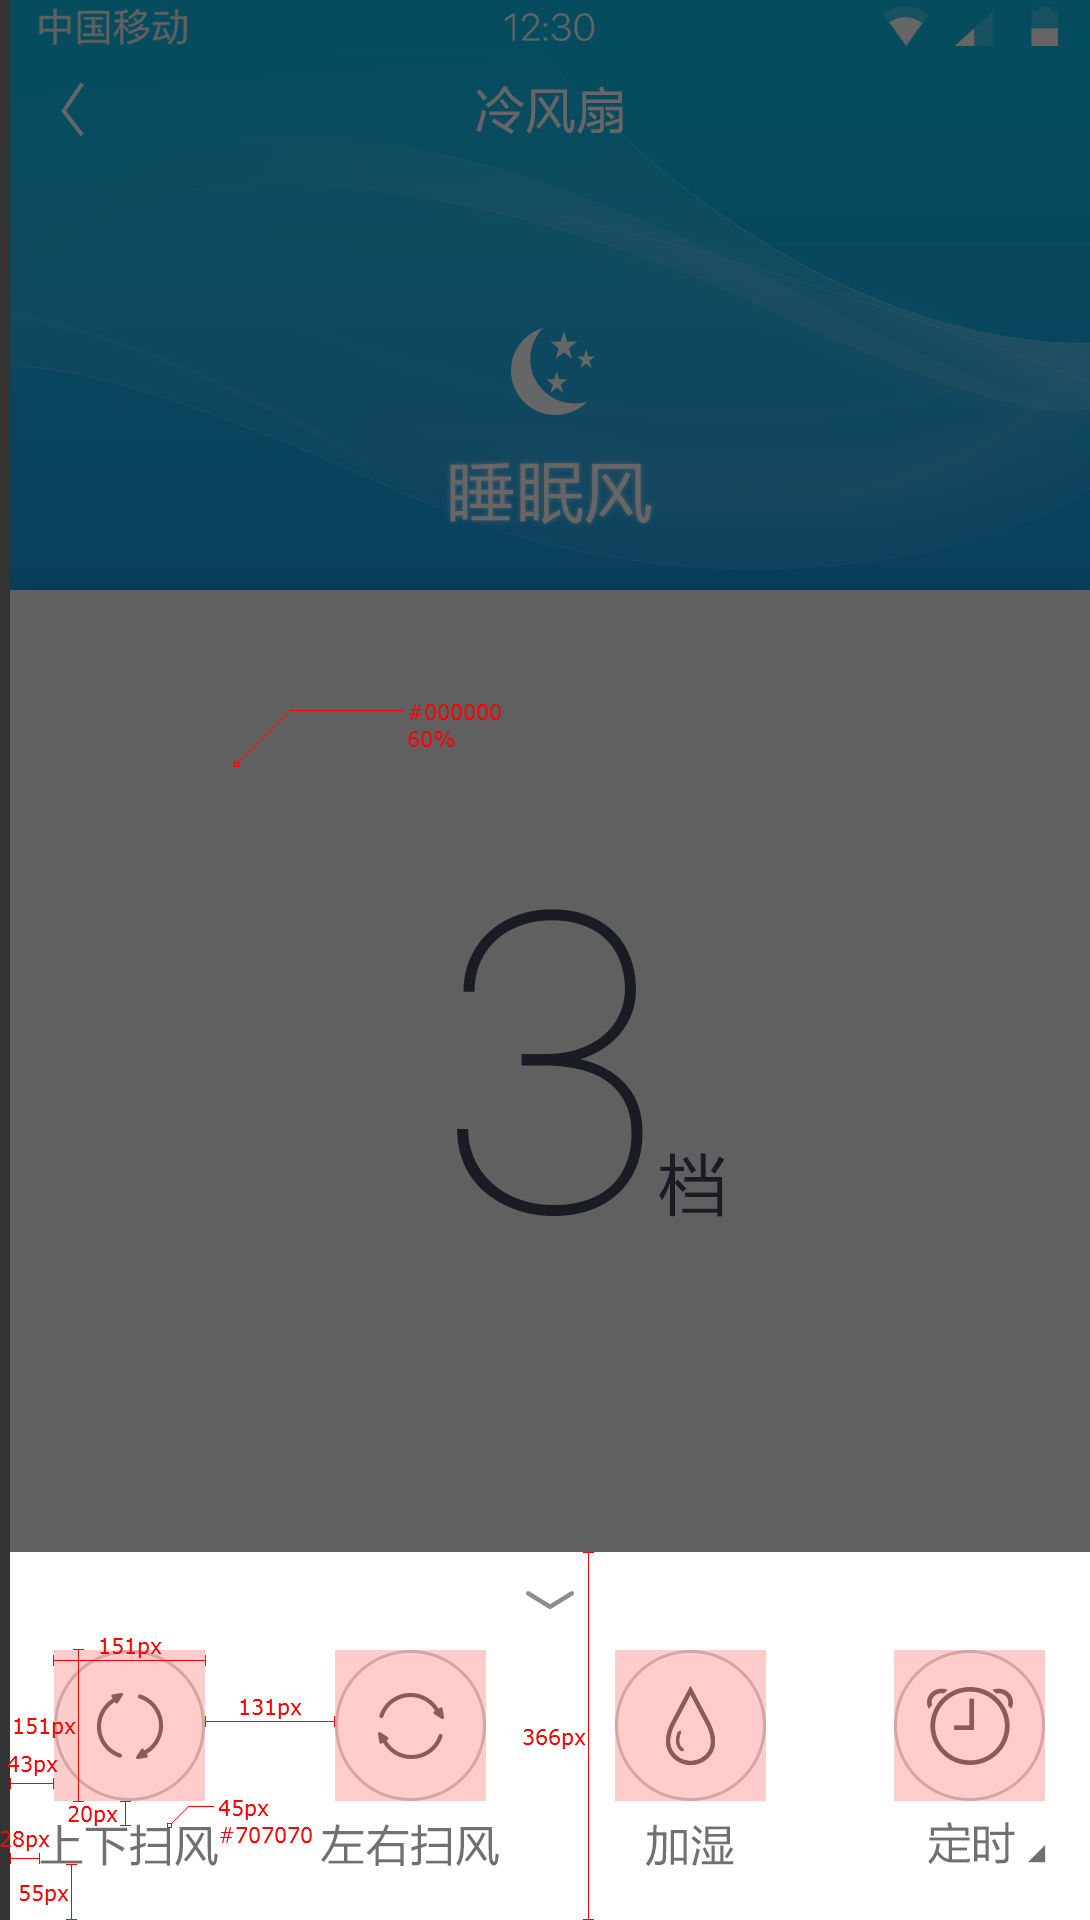 中国移动 12:30
冷风扇
睡眠风
#000000
60%
3档
151px
131px
151px
366px
43px
20px
45px
#707070
28px
上下扫风 左右扫风 加湿 定时
55px